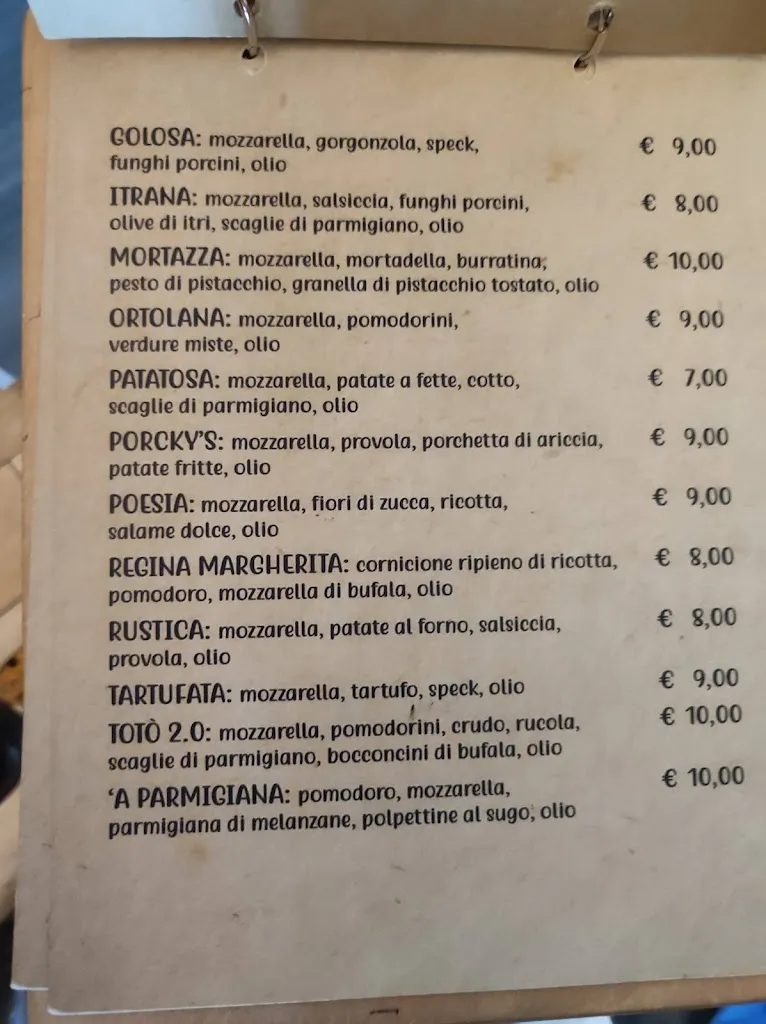 GOLOSA: mozzarella, gorgonzola, speck, € 9,00
funghi porcini, olio
ITRANA: mozzarella, salsiccia, funghi porcini, € 8,00
olive di itri, scaglie di parmigiano, olio
MORTAZZA: mozzarella, mortadella, burratina, € 10,00
pesto di pistacchio, granella di pistacchio tostato, olio
ORTOLANA: mozzarella, pomodorini, € 9,00
verdure miste, olio
PATATOSA: mozzarella, patate a fette, cotto, € 7,00
scaglie di parmigiano, olio
PORCKY'S: mozzarella, provola, porchetta di ariccia, € 9,00
patate fritte, olio
POESIA: mozzarella, fiori di zucca, ricotta, € 9,00
salame dolce, olio
REGINA MARGHERITA: cornicione ripieno di ricotta, € 8,00
pomodoro, mozzarella di bufala, olio
RUSTICA: mozzarella, patate al forno, salsiccia, € 8,00
provola, olio
TARTUFATA: mozzarella, tartufo, speck, olio € 9,00
TOTÒ 2.0: mozzarella, pomodorini, crudo, rucola, € 10,00
scaglie di parmigiano, bocconcini di bufala, olio
'A PARMIGIANA: pomodoro, mozzarella, € 10,00
parmigiana di melanzane, polpettine al sugo, olio